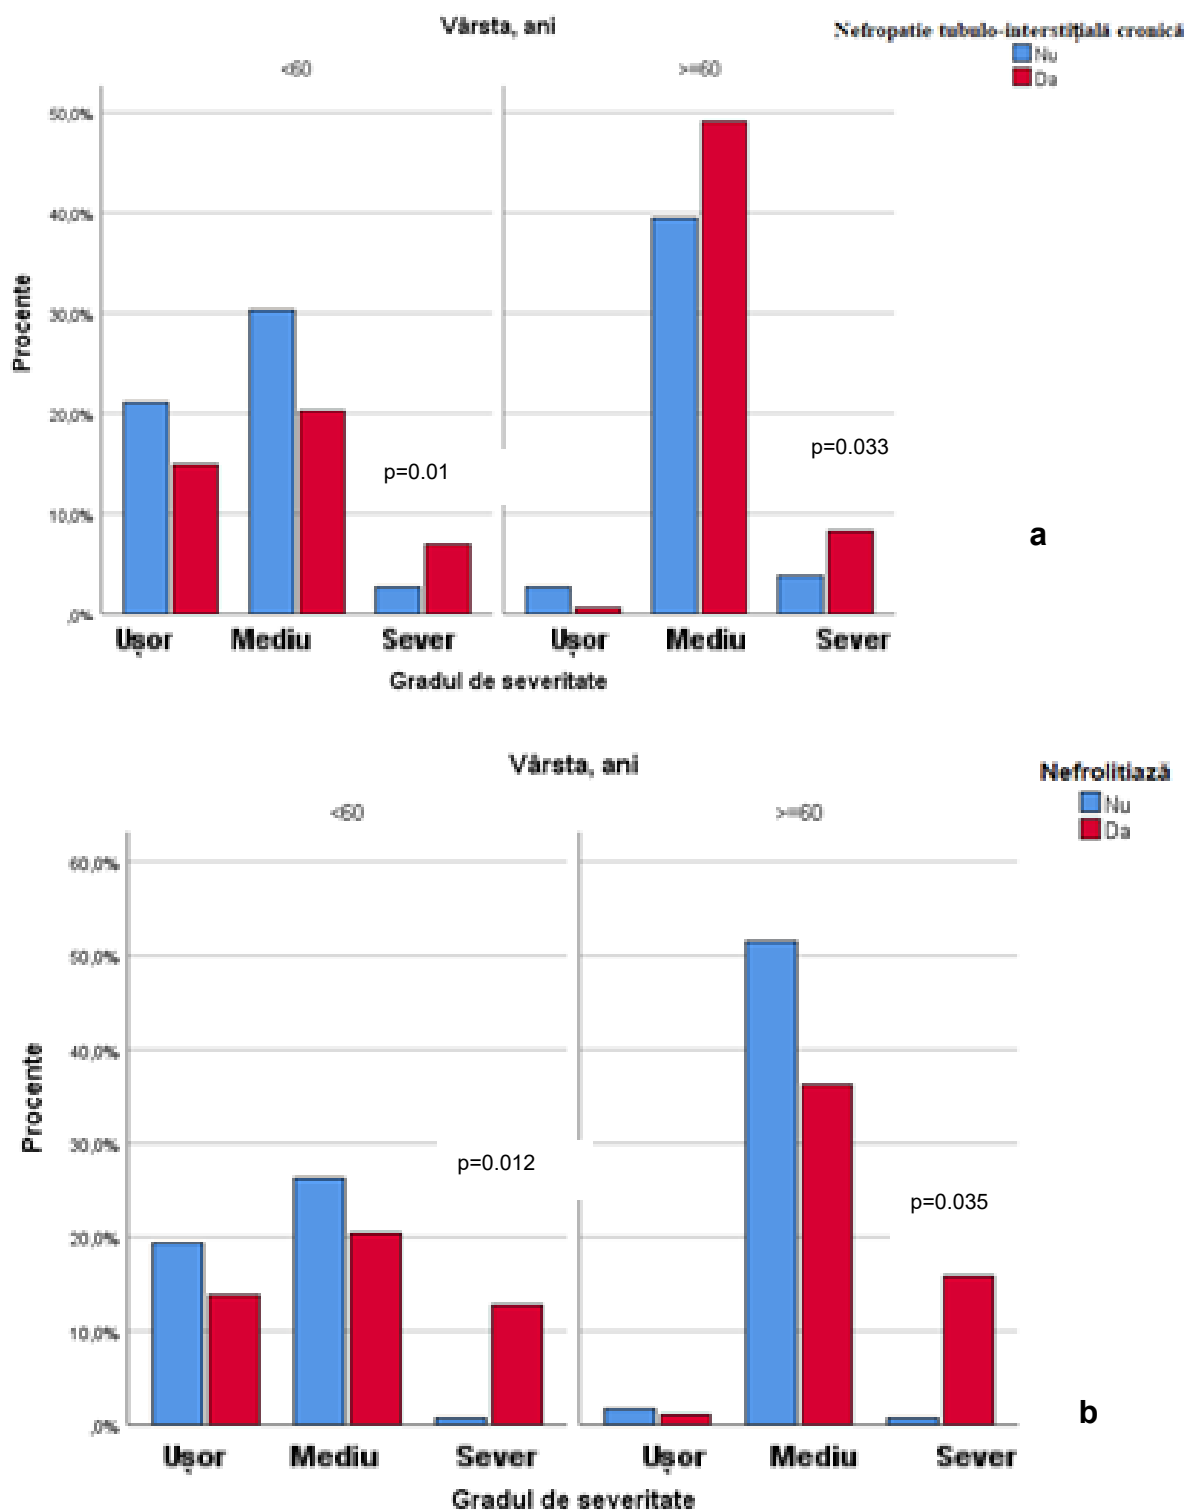 Vârsta, ani
Nefropatie tubulo-interstițială cronică
Nu
Da
<60
>=60
50,0%
40,0%
30,0%
20,0%
10,0%
,0%
Procente
p=0.01
p=0.033
a
Ușor Mediu Sever Ușor Mediu Sever
Gradul de severitate
Vârsta, ani
Nefrolitiază
Nu
Da
<60
>=60
60,0%
50,0%
40,0%
30,0%
20,0%
10,0%
,0%
Procente
p=0.012
p=0.035
b
Ușor Mediu Sever Ușor Mediu Sever
Gradul de severitate